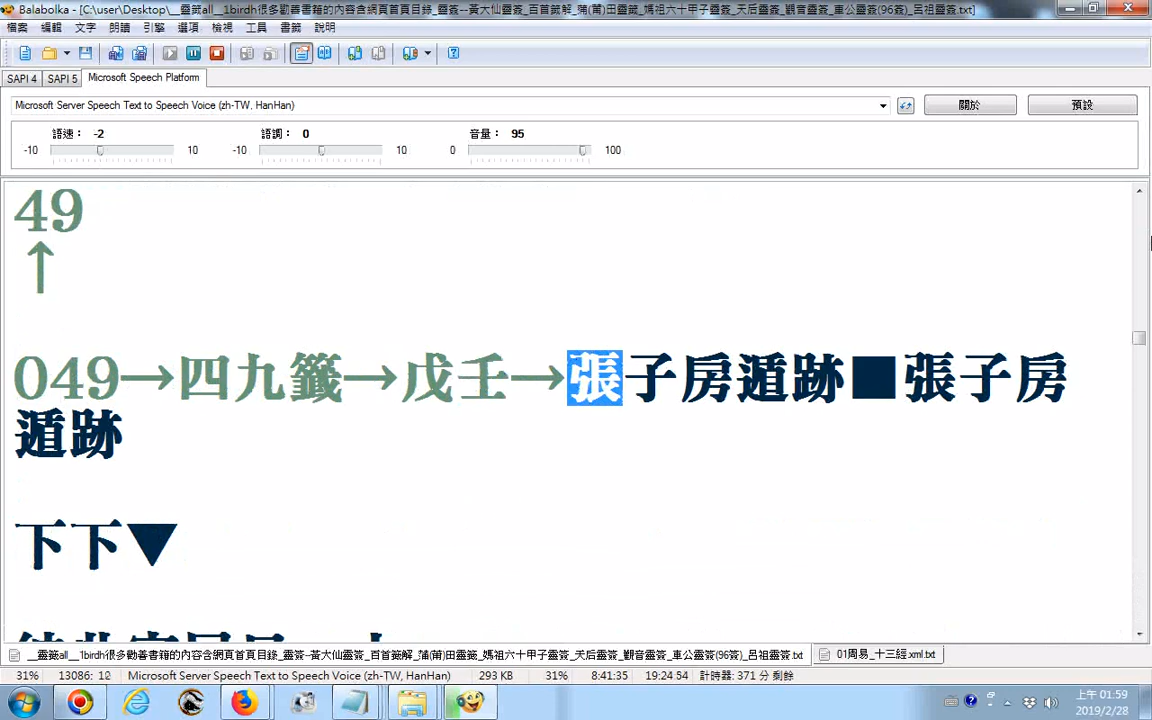 Balabolka - [C:\user\Desktop\__靈籤all__1birdh很多勸善書籍的內容含網頁首頁目錄_靈簽--黃大仙靈簽_百首籤解_蒲(莆)田靈簽_媽祖六十甲子靈簽_天后靈簽_觀音靈簽_車公靈簽(96簽)_呂祖靈簽.txt]
檔案 編輯 文字 朗讀 引擎 選項 檢視 工具 書籤 說明
SAPI 4 SAPI 5 Microsoft Speech Platform
Microsoft Server Speech Text to Speech Voice (zh-TW, HanHan) 關於 預設
語速： -2 語調： 0 音量： 95
-10 10 -10 10 0 100
49
↑
049→四九籤→戊壬→張子房遁跡■張子房
遁跡
下下▼
__靈籤all__1birdh很多勸善書籍的內容含網頁首頁目錄_靈簽--黃大仙靈簽_百首籤解_蒲(莆)田靈簽_媽祖六十甲子靈簽_天后靈簽_觀音靈簽_車公靈簽(96簽)_呂祖靈簽.txt 01周易_十三經.xml.txt
31% 13086: 12 Microsoft Server Speech Text to Speech Voice (zh-TW, HanHan) 293 KB 31% 8:41:35 19:24 54 計時器: 371 分 剩餘
上午 01:59
2019/2/28